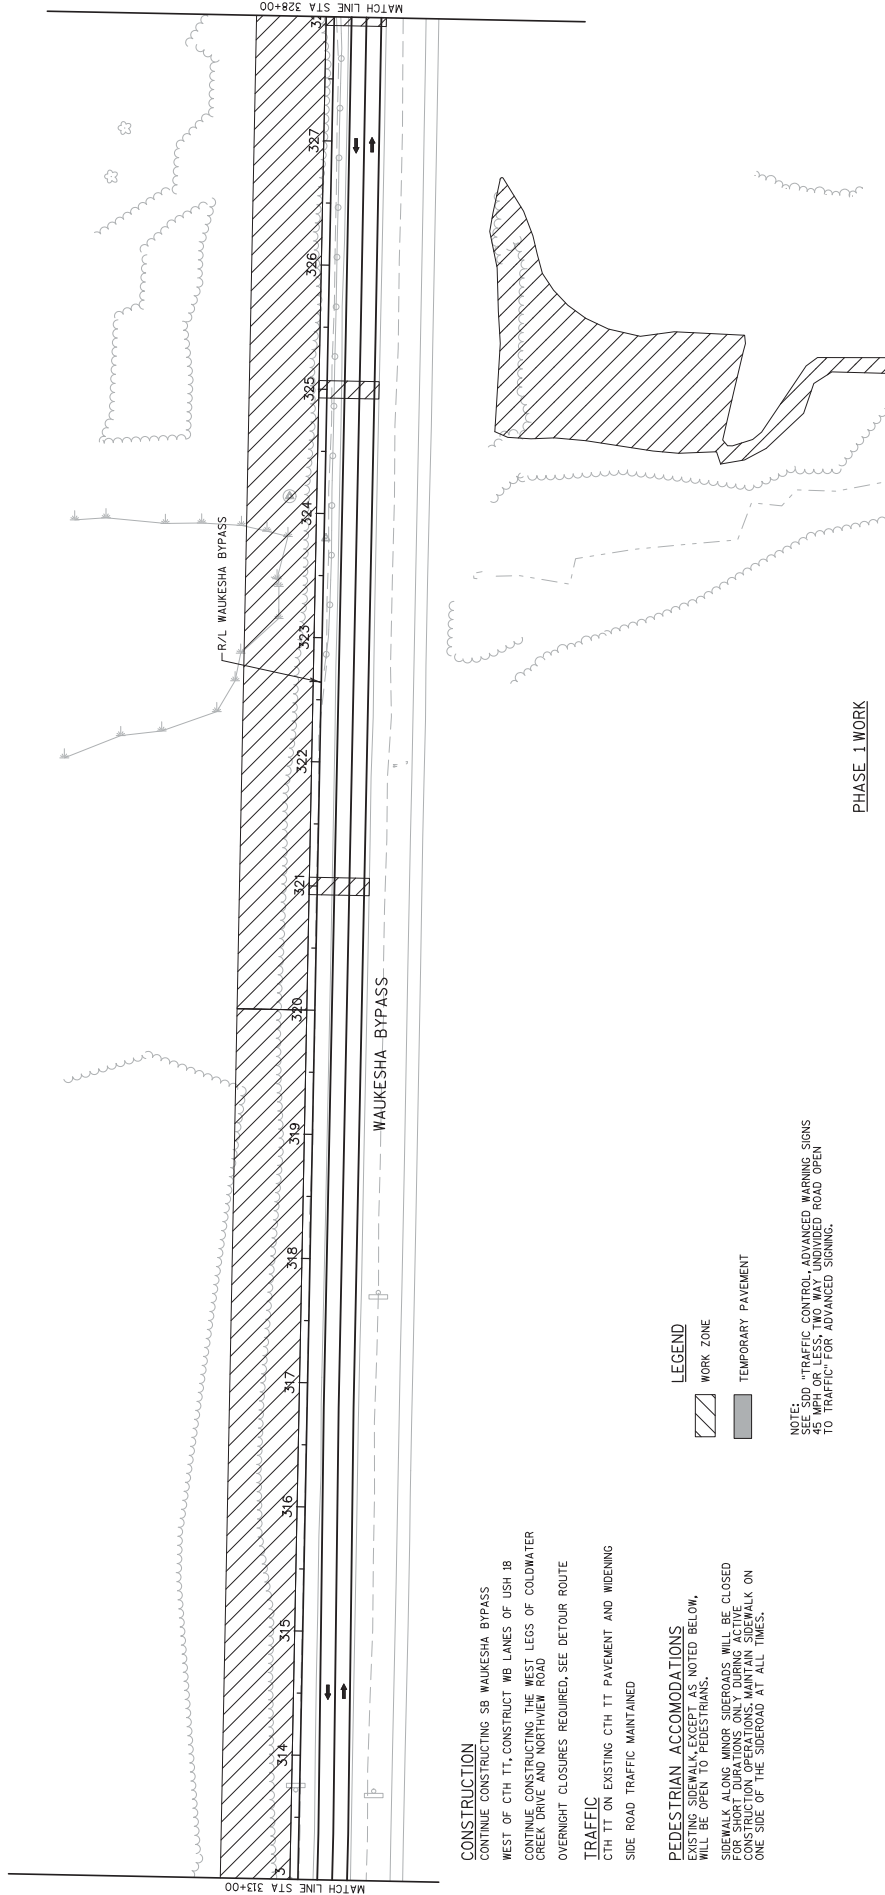 MATCH LINE STA 328+00
32
327
326
325
324
323
322
321
320
319
318
317
316
315
314
3
MATCH LINE STA 313+00
R/L WAUKESHA BYPASS
WAUKESHA BYPASS
CONSTRUCTION
CONTINUE CONSTRUCTING SB WAUKESHA BYPASS
WEST OF CTH TT, CONSTRUCT WB LANES OF USH 18
CONTINUE CONSTRUCTING THE WEST LEGS OF COLDWATER
CREEK DRIVE AND NORTHVIEW ROAD
OVERNIGHT CLOSURES REQUIRED, SEE DETOUR ROUTE
TRAFFIC
CTH TT ON EXISTING CTH TT PAVEMENT AND WIDENING
SIDE ROAD TRAFFIC MAINTAINED
PEDESTRIAN ACCOMODATIONS
EXISTING SIDEWALK, EXCEPT AS NOTED BELOW,
WILL BE OPEN TO PEDESTRIANS.
SIDEWALK ALONG MINOR SIDEROADS WILL BE CLOSED
FOR SHORT DURATIONS ONLY DURING ACTIVE
CONSTRUCTION OPERATIONS. MAINTAIN SIDEWALK ON
ONE SIDE OF THE SIDEROAD AT ALL TIMES.
LEGEND
WORK ZONE
TEMPORARY PAVEMENT
NOTE:
SEE SDD "TRAFFIC CONTROL, ADVANCED WARNING SIGNS
45 MPH OR LESS, TWO WAY UNDIVIDED ROAD OPEN
TO TRAFFIC" FOR ADVANCED SIGNING.
PHASE 1 WORK